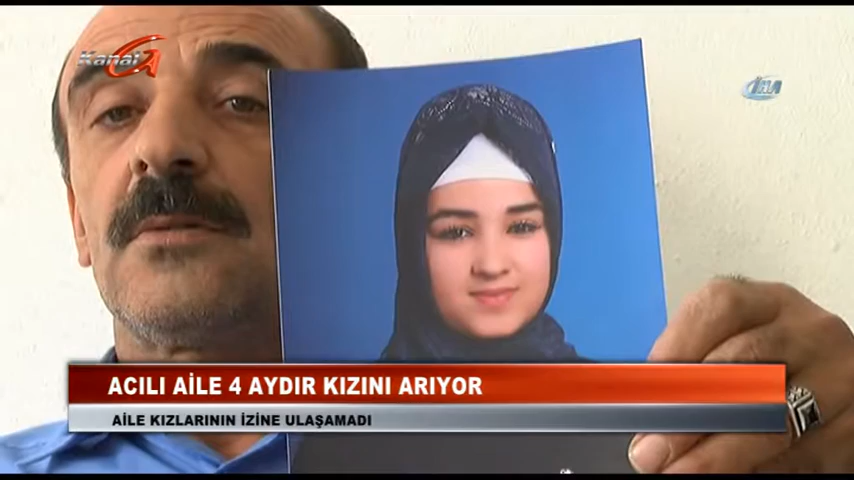 Kanal
İHA
ACILI AİLE 4 AYDIR KIZINI ARIYOR
AİLE KIZLARININ İZİNE ULAŞAMADI